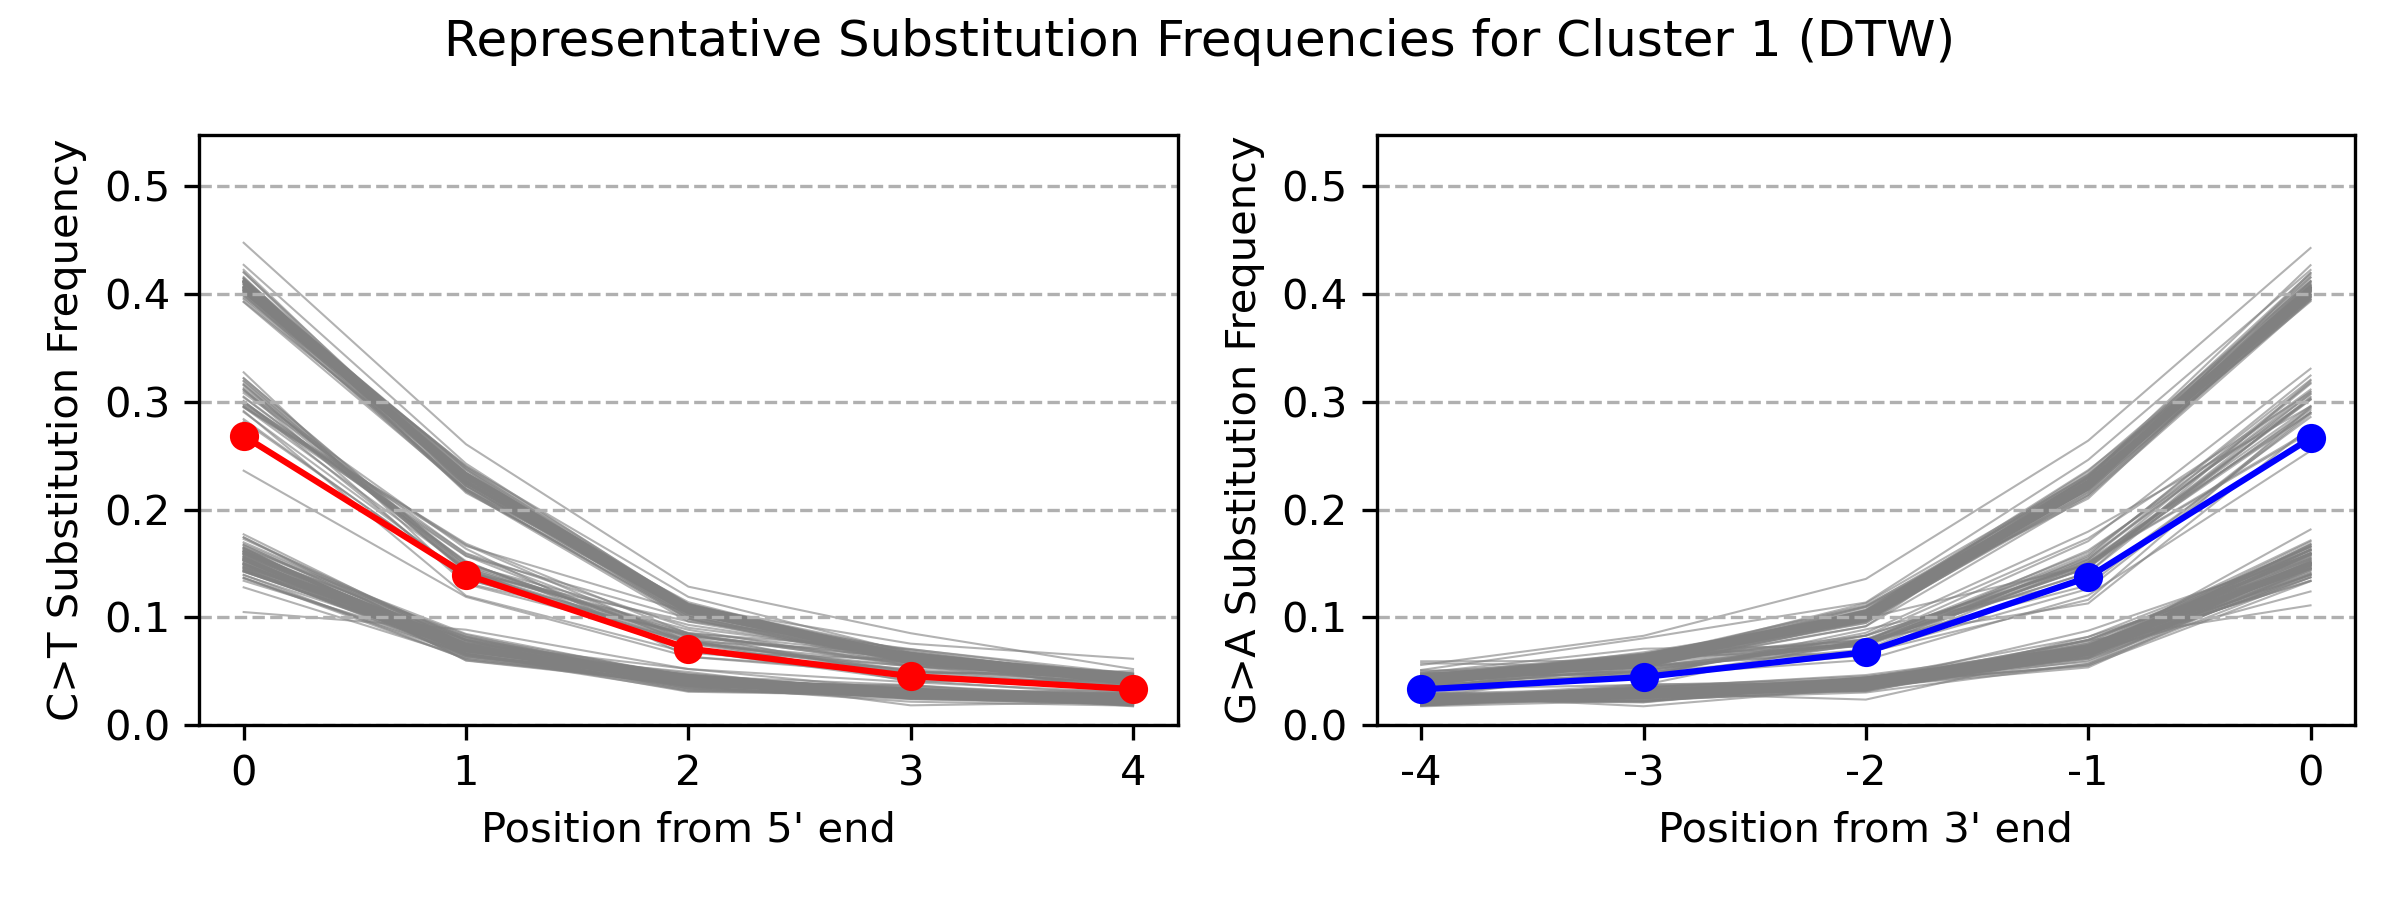 Representative Substitution Frequencies for Cluster 1 (DTW)
C>T Substitution Frequency
0.5
0.4
0.3
0.2
0.1
0.0
0 1 2 3 4
Position from 5' end
G>A Substitution Frequency
0.5
0.4
0.3
0.2
0.1
0.0
-4 -3 -2 -1 0
Position from 3' end